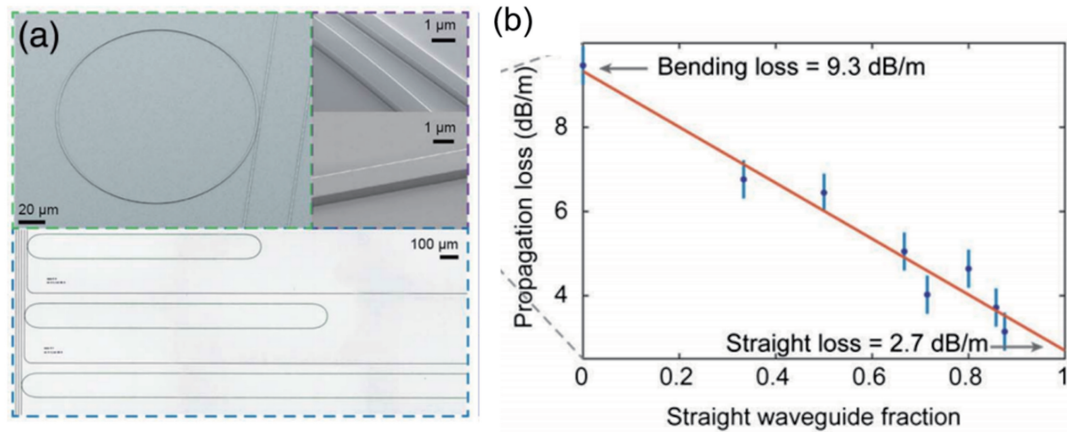 (a)
1 µm
1 µm
20 µm
100 µm
(b)
Propagation loss (dB/m)
8
6
4
Bending loss = 9.3 dB/m
Straight loss = 2.7 dB/m
0
0.2
0.4
0.6
0.8
1
Straight waveguide fraction